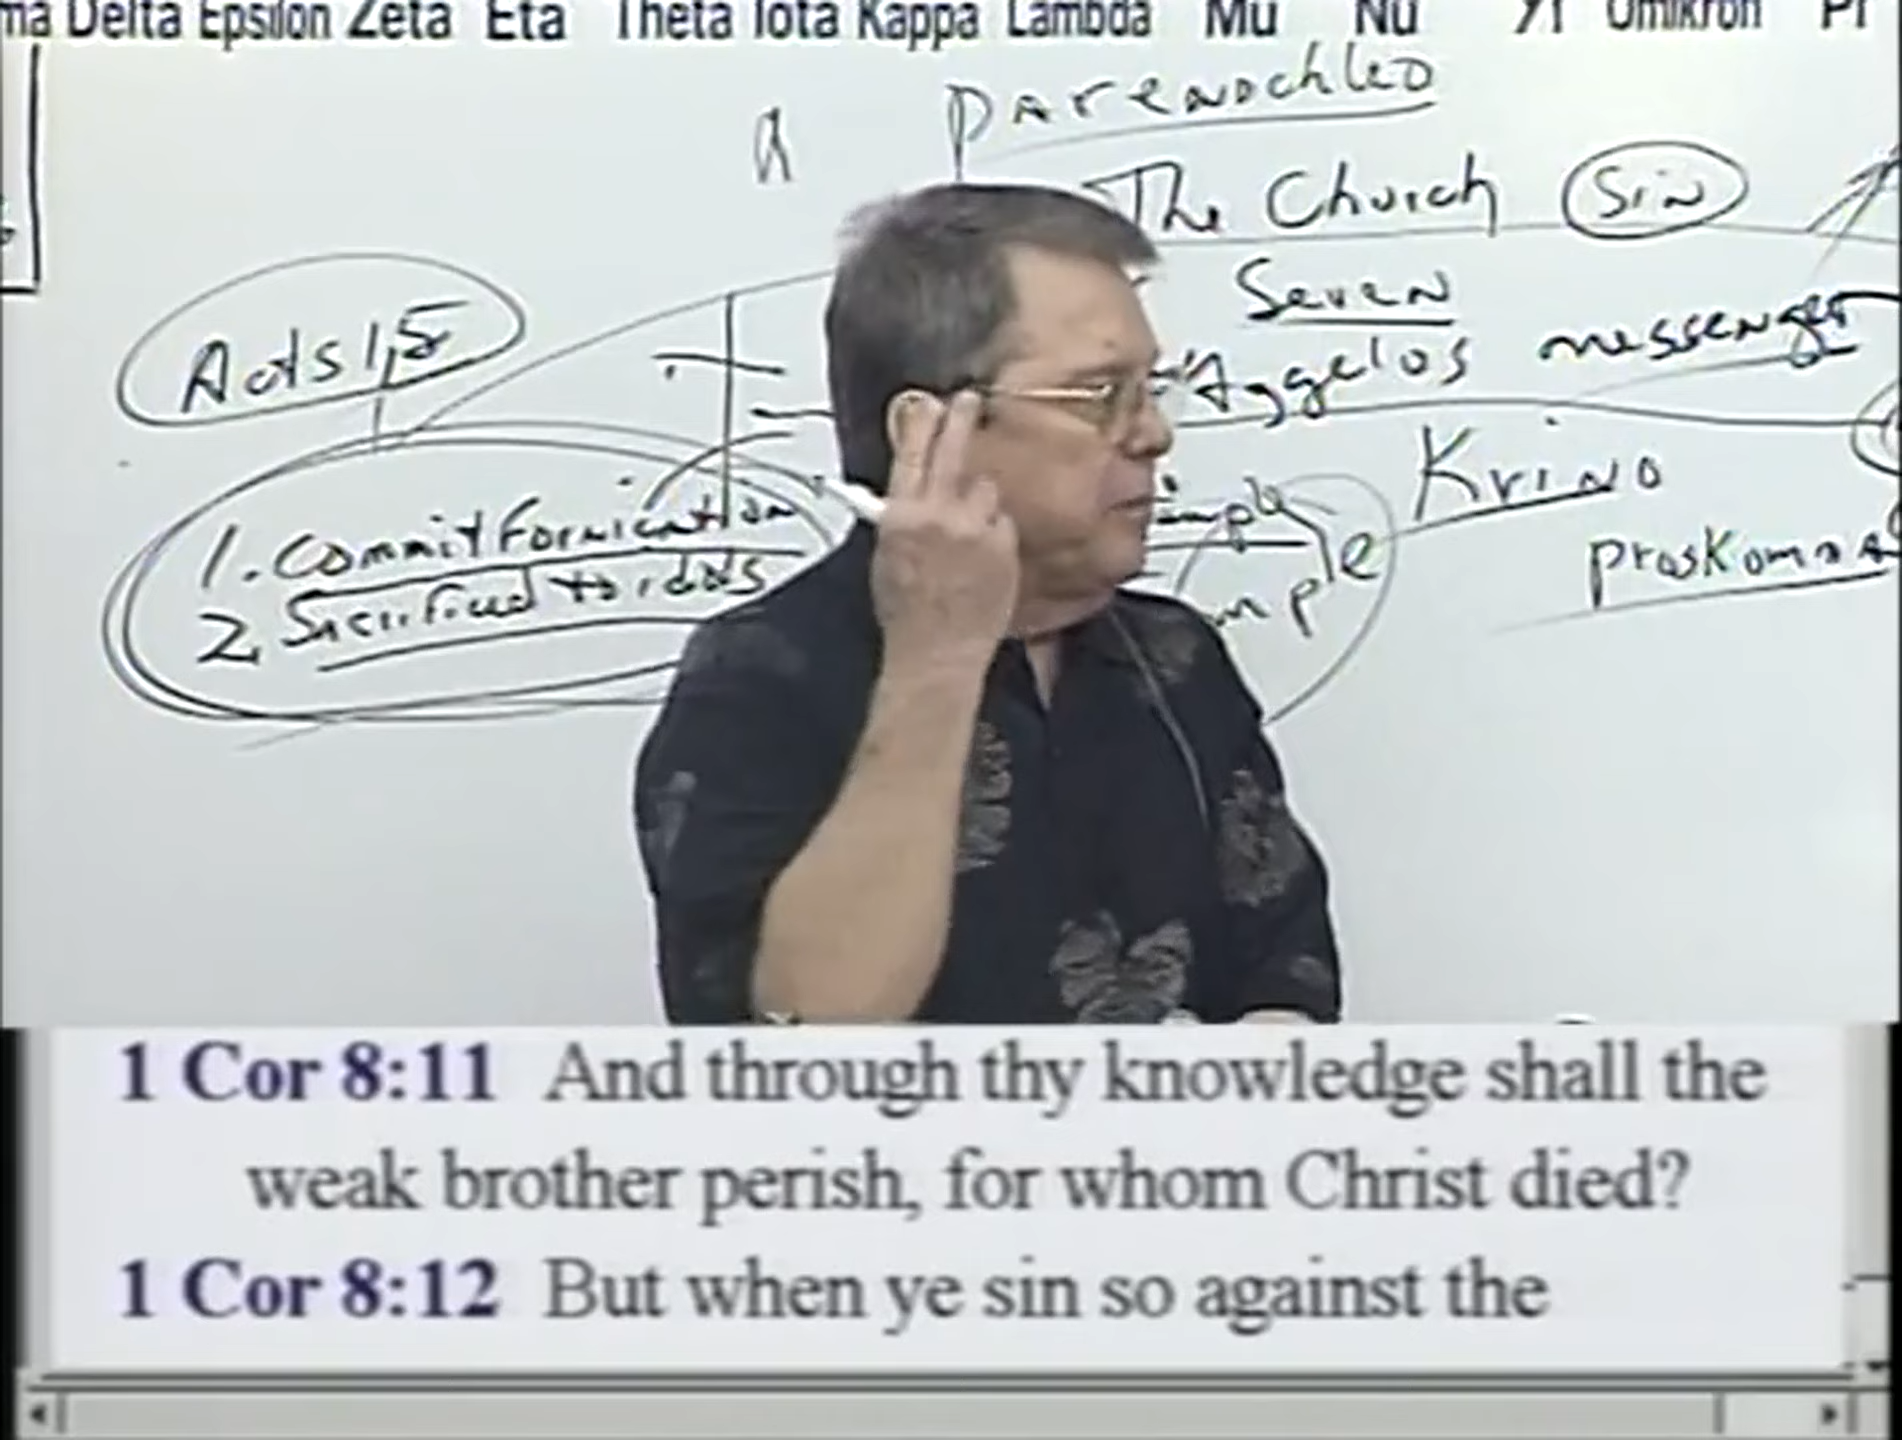 Delta Epsilon Zeta Eta Theta Iota Kappa Lambda Mu Nu Omikron Pi
Parenochleo
The Church Sin
Seven
Acts 15
Aggelos messenger
Krino
1. Commit Fornication
2. Sacrificed to idols
1 Cor 8:11 And through thy knowledge shall the
weak brother perish, for whom Christ died?
1 Cor 8:12 But when ye sin so against the